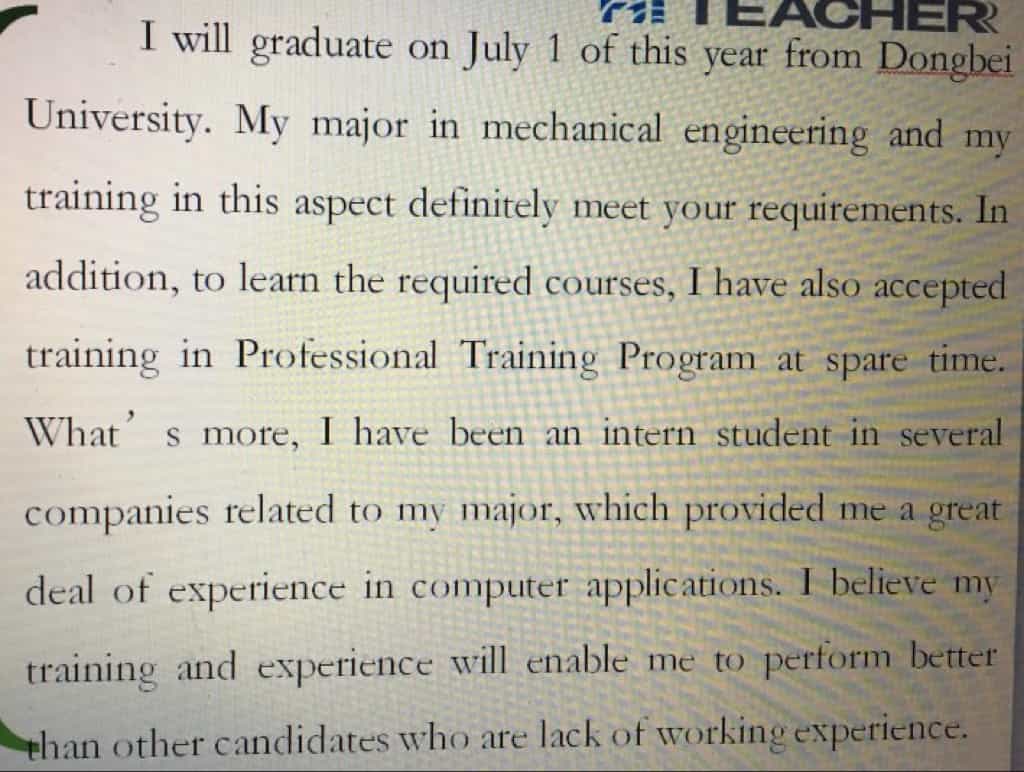 TEACHER
I will graduate on July 1 of this year from Dongbei
University. My major in mechanical engineering and my
training in this aspect definitely meet your requirements. In
addition, to learn the required courses, I have also accepted
training in Professional Training Program at spare time.
What's more, I have been an intern student in several
companies related to my major, which provided me a great
deal of experience in computer applications. I believe my
training and experience will enable me to perform better
than other candidates who are lack of working experience.